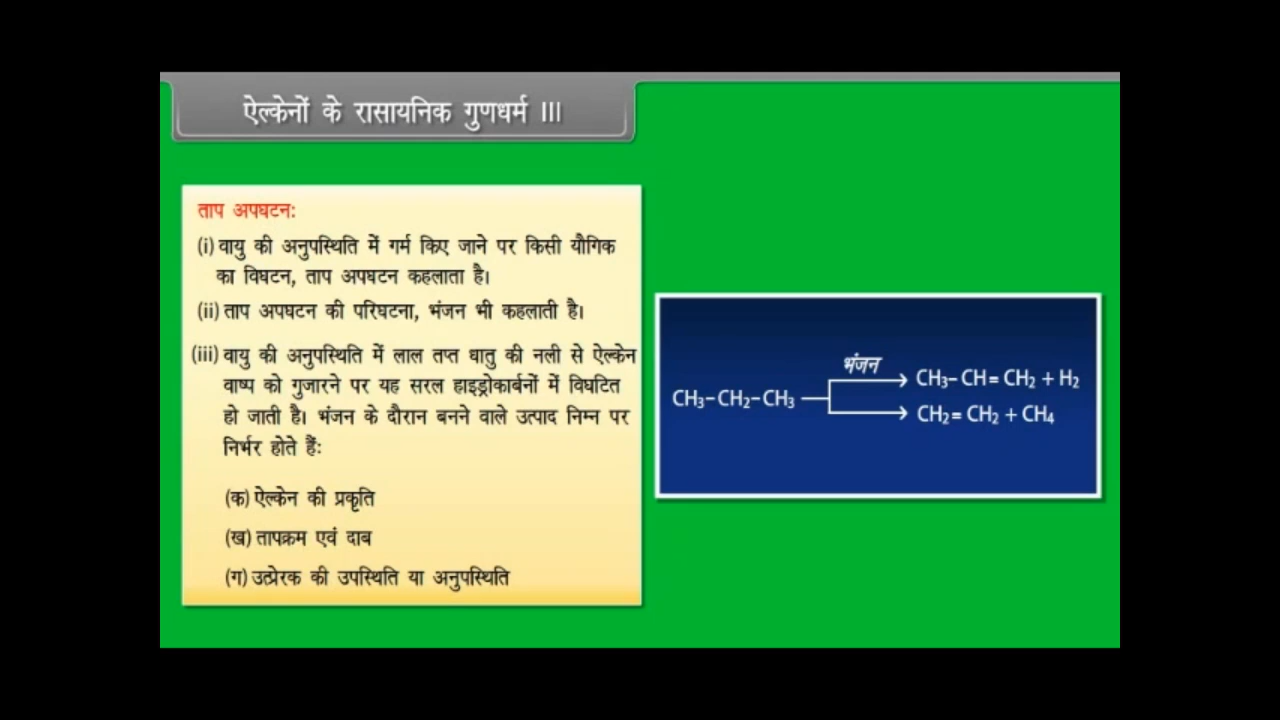 ऐल्केनों के रासायनिक गुणधर्म III
ताप अपघटन:
(i) वायु की अनुपस्थिति में गर्म किए जाने पर किसी यौगिक
का विघटन, ताप अपघटन कहलाता है।
(ii) ताप अपघटन की परिघटना, भंजन भी कहलाती है।
(iii) वायु की अनुपस्थिति में लाल तप्त धातु की नली से ऐल्केन
वाष्प को गुजारने पर यह सरल हाइड्रोकार्बनों में विघटित
हो जाती है। भंजन के दौरान बनने वाले उत्पाद निम्न पर
निर्भर होते हैं:
(क) ऐल्केन की प्रकृति
(ख) तापक्रम एवं दाब
(ग) उत्प्रेरक की उपस्थिति या अनुपस्थिति
भंजन
CH₃–CH=CH₂ + H₂
CH₃–CH₂–CH₃
CH₂=CH₂ + CH₄